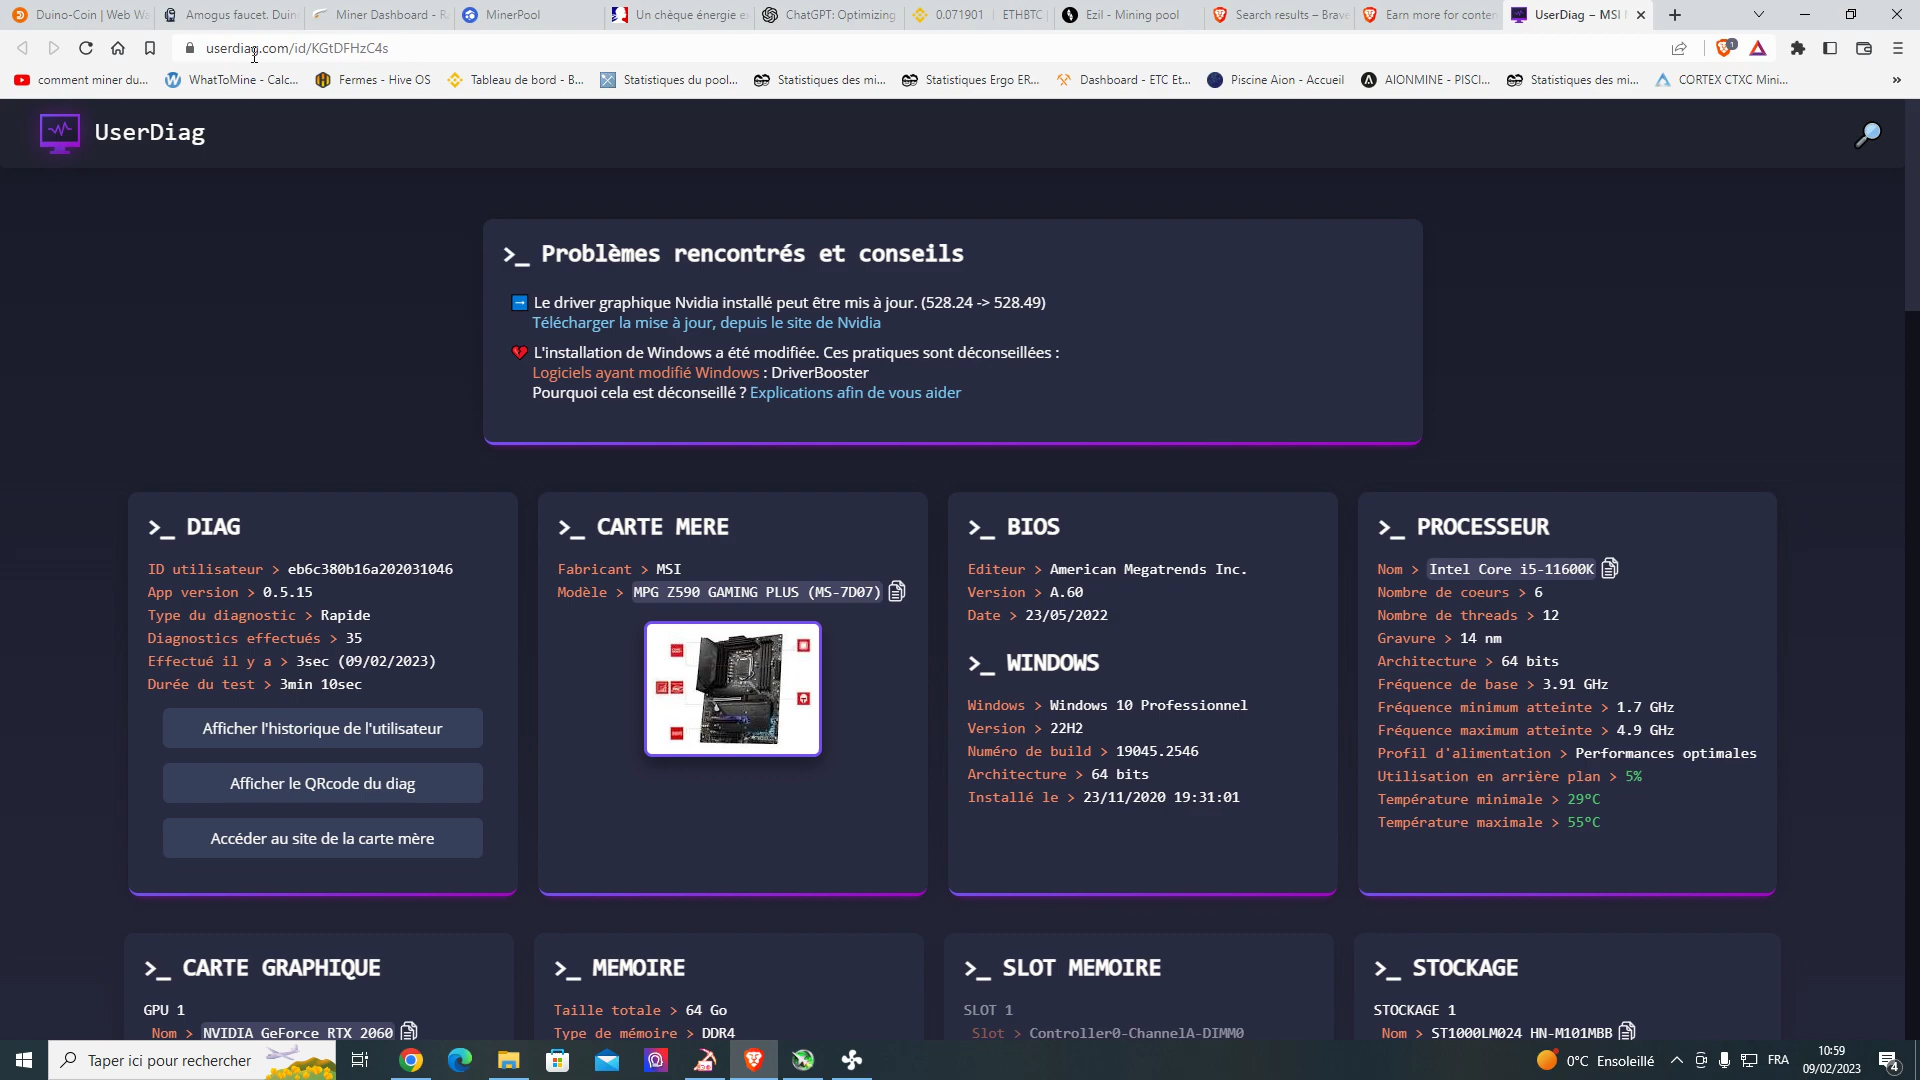 Duino-Coin | Web Wa
Amogus faucet. Duin
Miner Dashboard - Ra
MinerPool
Un chèque énergie e
ChatGPT: Optimizing
0.071901
ETHBTC
Ezil - Mining pool
Search results – Brave
Earn more for conten
UserDiag – MSI
userdiag.com/id/KGtDFHzC4s
1
comment miner du...
WhatToMine - Calc...
Fermes - Hive OS
Tableau de bord - B...
Statistiques du pool...
Statistiques des mi...
Statistiques Ergo ER...
Dashboard - ETC Et...
Piscine Aion - Accueil
AIONMINE - PISCI...
Statistiques des mi...
CORTEX CTXC Mini...
»
UserDiag
>_ Problèmes rencontrés et conseils
Le driver graphique Nvidia installé peut être mis à jour. (528.24 -> 528.49)
Télécharger la mise à jour, depuis le site de Nvidia
L'installation de Windows a été modifiée. Ces pratiques sont déconseillées :
Logiciels ayant modifié Windows : DriverBooster
Pourquoi cela est déconseillé ? Explications afin de vous aider
>_ DIAG
ID utilisateur > eb6c380b16a202031046
App version > 0.5.15
Type du diagnostic > Rapide
Diagnostics effectués > 35
Effectué il y a > 3sec (09/02/2023)
Durée du test > 3min 10sec
Afficher l'historique de l'utilisateur
Afficher le QRcode du diag
Accéder au site de la carte mère
>_ CARTE MERE
Fabricant > MSI
Modèle > MPG Z590 GAMING PLUS (MS-7D07)
>_ BIOS
Editeur > American Megatrends Inc.
Version > A.60
Date > 23/05/2022
>_ WINDOWS
Windows > Windows 10 Professionnel
Version > 22H2
Numéro de build > 19045.2546
Architecture > 64 bits
Installé le > 23/11/2020 19:31:01
>_ PROCESSEUR
Nom > Intel Core i5-11600K
Nombre de coeurs > 6
Nombre de threads > 12
Gravure > 14 nm
Architecture > 64 bits
Fréquence de base > 3.91 GHz
Fréquence minimum atteinte > 1.7 GHz
Fréquence maximum atteinte > 4.9 GHz
Profil d'alimentation > Performances optimales
Utilisation en arrière plan > 5%
Température minimale > 29°C
Température maximale > 55°C
>_ CARTE GRAPHIQUE
GPU 1
Nom > NVIDIA GeForce RTX 2060
>_ MEMOIRE
Taille totale > 64 Go
Type de mémoire > DDR4
>_ SLOT MEMOIRE
SLOT 1
Slot > Controller0-ChannelA-DIMM0
>_ STOCKAGE
STOCKAGE 1
Nom > ST1000LM024 HN-M101MBB
Taper ici pour rechercher
0°C Ensoleillé
FRA
10:59
09/02/2023
4